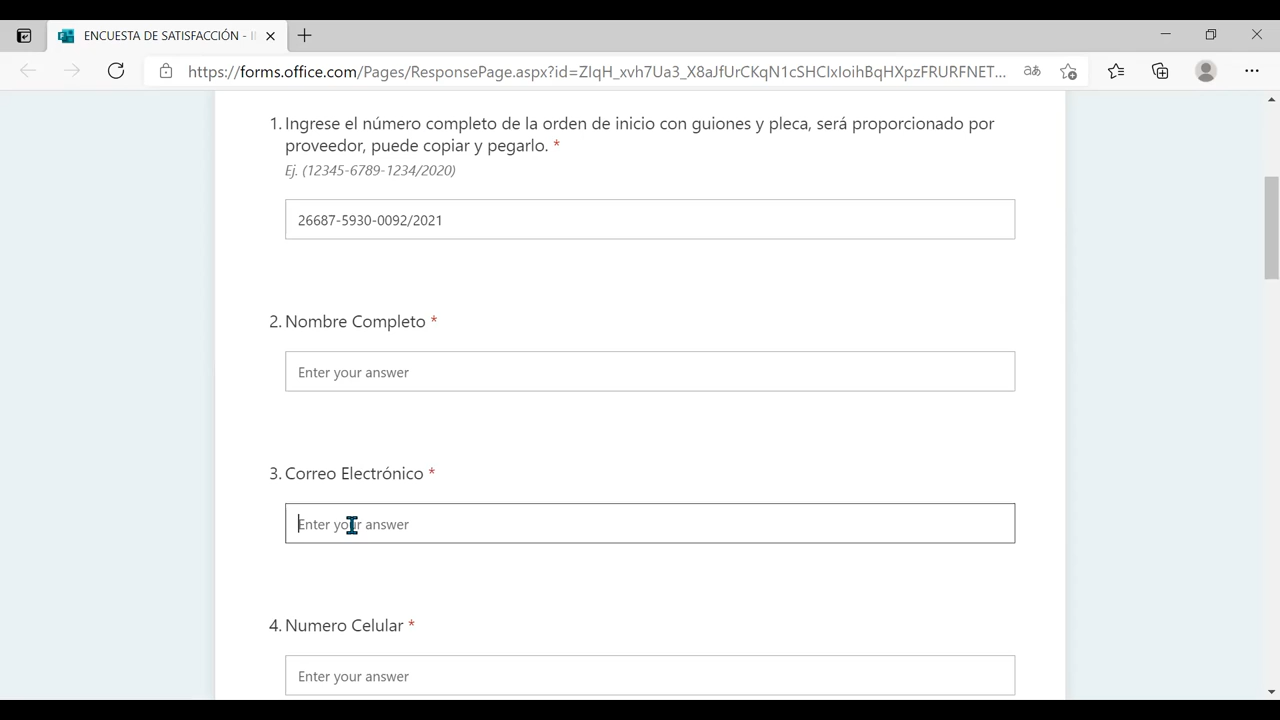 ENCUESTA DE SATISFACCIÓN -
https://forms.office.com/Pages/ResponsePage.aspx?id=ZIqH_xvh7Ua3_X8aJfUrCKqN1cSHCIxIoihBqHXpzFRURFNET...
1. Ingrese el número completo de la orden de inicio con guiones y pleca, será proporcionado por
proveedor, puede copiar y pegarlo. *
Ej. (12345-6789-1234/2020)
26687-5930-0092/2021
2. Nombre Completo *
Enter your answer
3. Correo Electrónico *
Enter your answer
4. Numero Celular *
Enter your answer